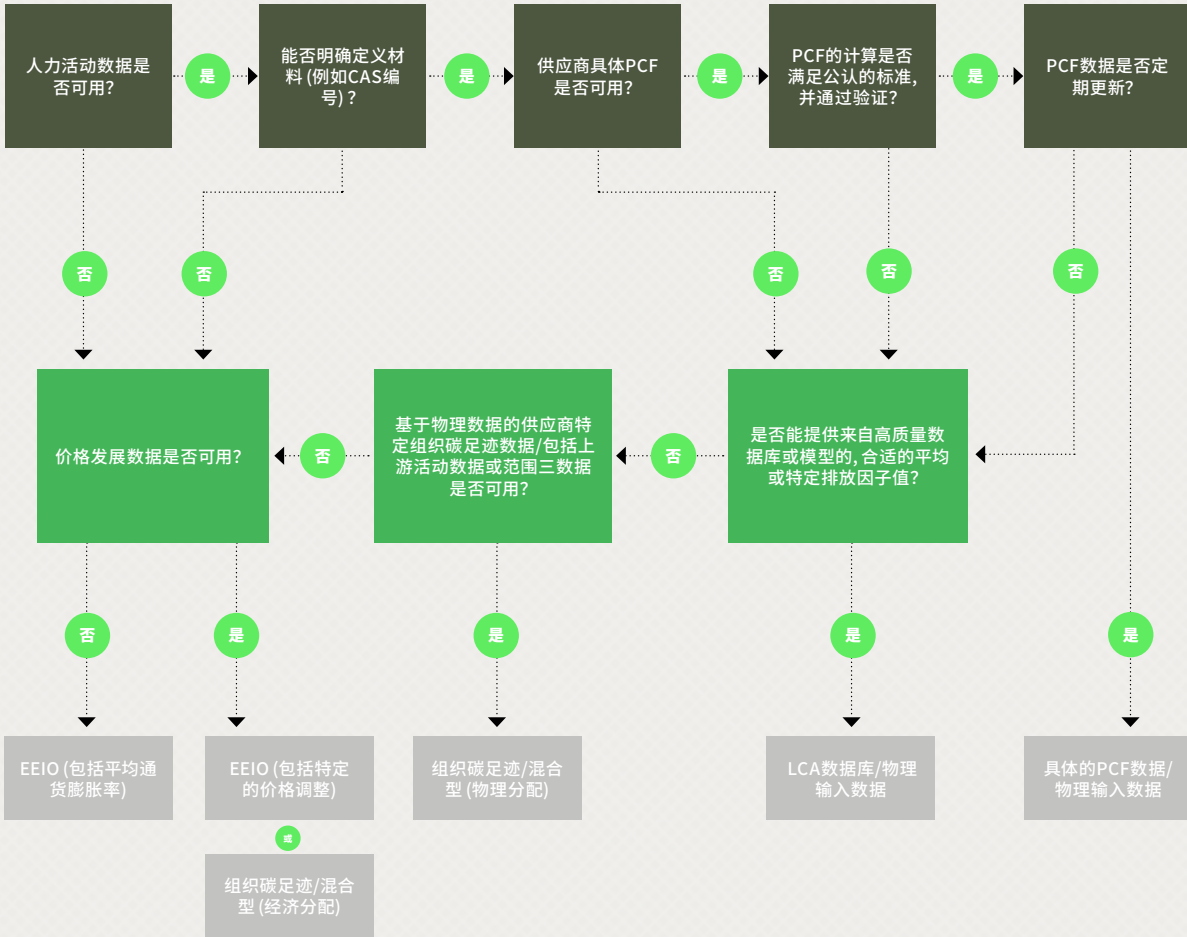 人力活动数据是
否可用?
是
能否明确定义材
料 (例如CAS编
号) ?
是
供应商具体PCF
是否可用?
是
PCF的计算是否
满足公认的标准,
并通过验证?
是
PCF数据是否定
期更新?
否
否
否
否
否
价格发展数据是否可用?
否
基于物理数据的供应商特
定组织碳足迹数据/包括上
游活动数据或范围三数据
是否可用?
否
是否能提供来自高质量数
据库或模型的, 合适的平均
或特定排放因子值?
否
是
是
是
是
EEIO (包括平均通
货膨胀率)
EEIO (包括特定
的价格调整)
组织碳足迹/混合
型 (物理分配)
LCA数据库/物理
输入数据
具体的PCF数据/
物理输入数据
或
组织碳足迹/混合
型 (经济分配)